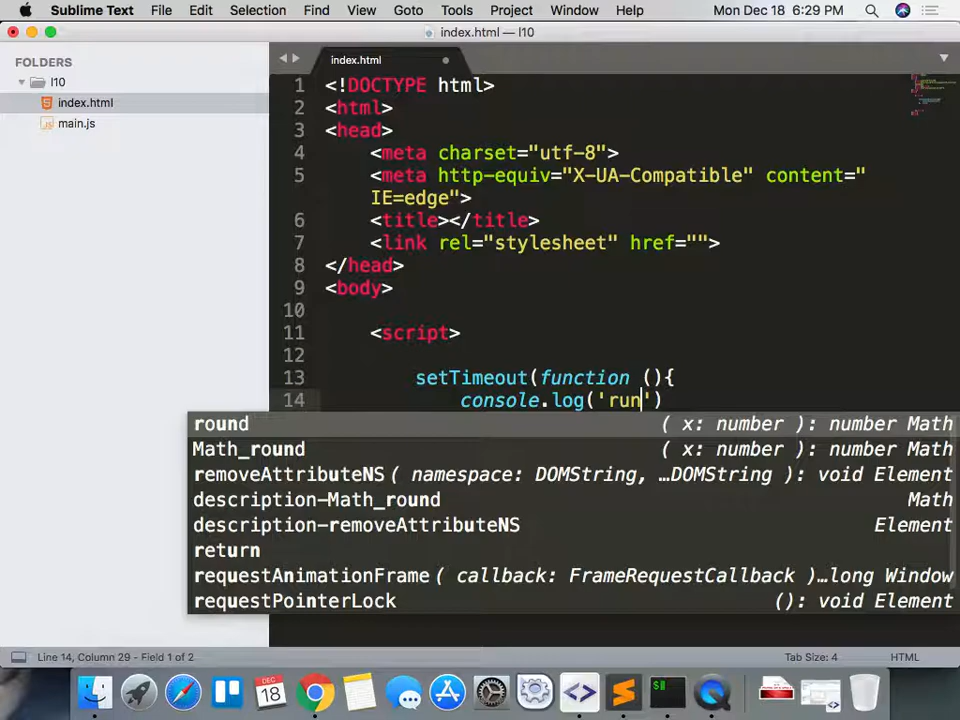 Sublime Text File Edit Selection Find View Goto Tools Project Window Help Mon Dec 18 6:29 PM
index.html — l10
FOLDERS
l10
index.html
main.js
index.html
1 <!DOCTYPE html>
2 <html>
3 <head>
4 <meta charset="utf-8">
5 <meta http-equiv="X-UA-Compatible" content="
IE=edge">
6 <title></title>
7 <link rel="stylesheet" href="">
8 </head>
9 <body>
10
11 <script>
12
13 setTimeout(function (){
14 console.log('run')
round ( x: number ): number Math
Math_round ( x: number ): number Math
removeAttributeNS ( namespace: DOMString, …DOMString ): void Element
description-Math_round Math
description-removeAttributeNS Element
return
requestAnimationFrame ( callback: FrameRequestCallback )…long Window
requestPointerLock (): void Element
Line 14, Column 29 - Field 1 of 2 Tab Size: 4 HTML
DEC
18
$